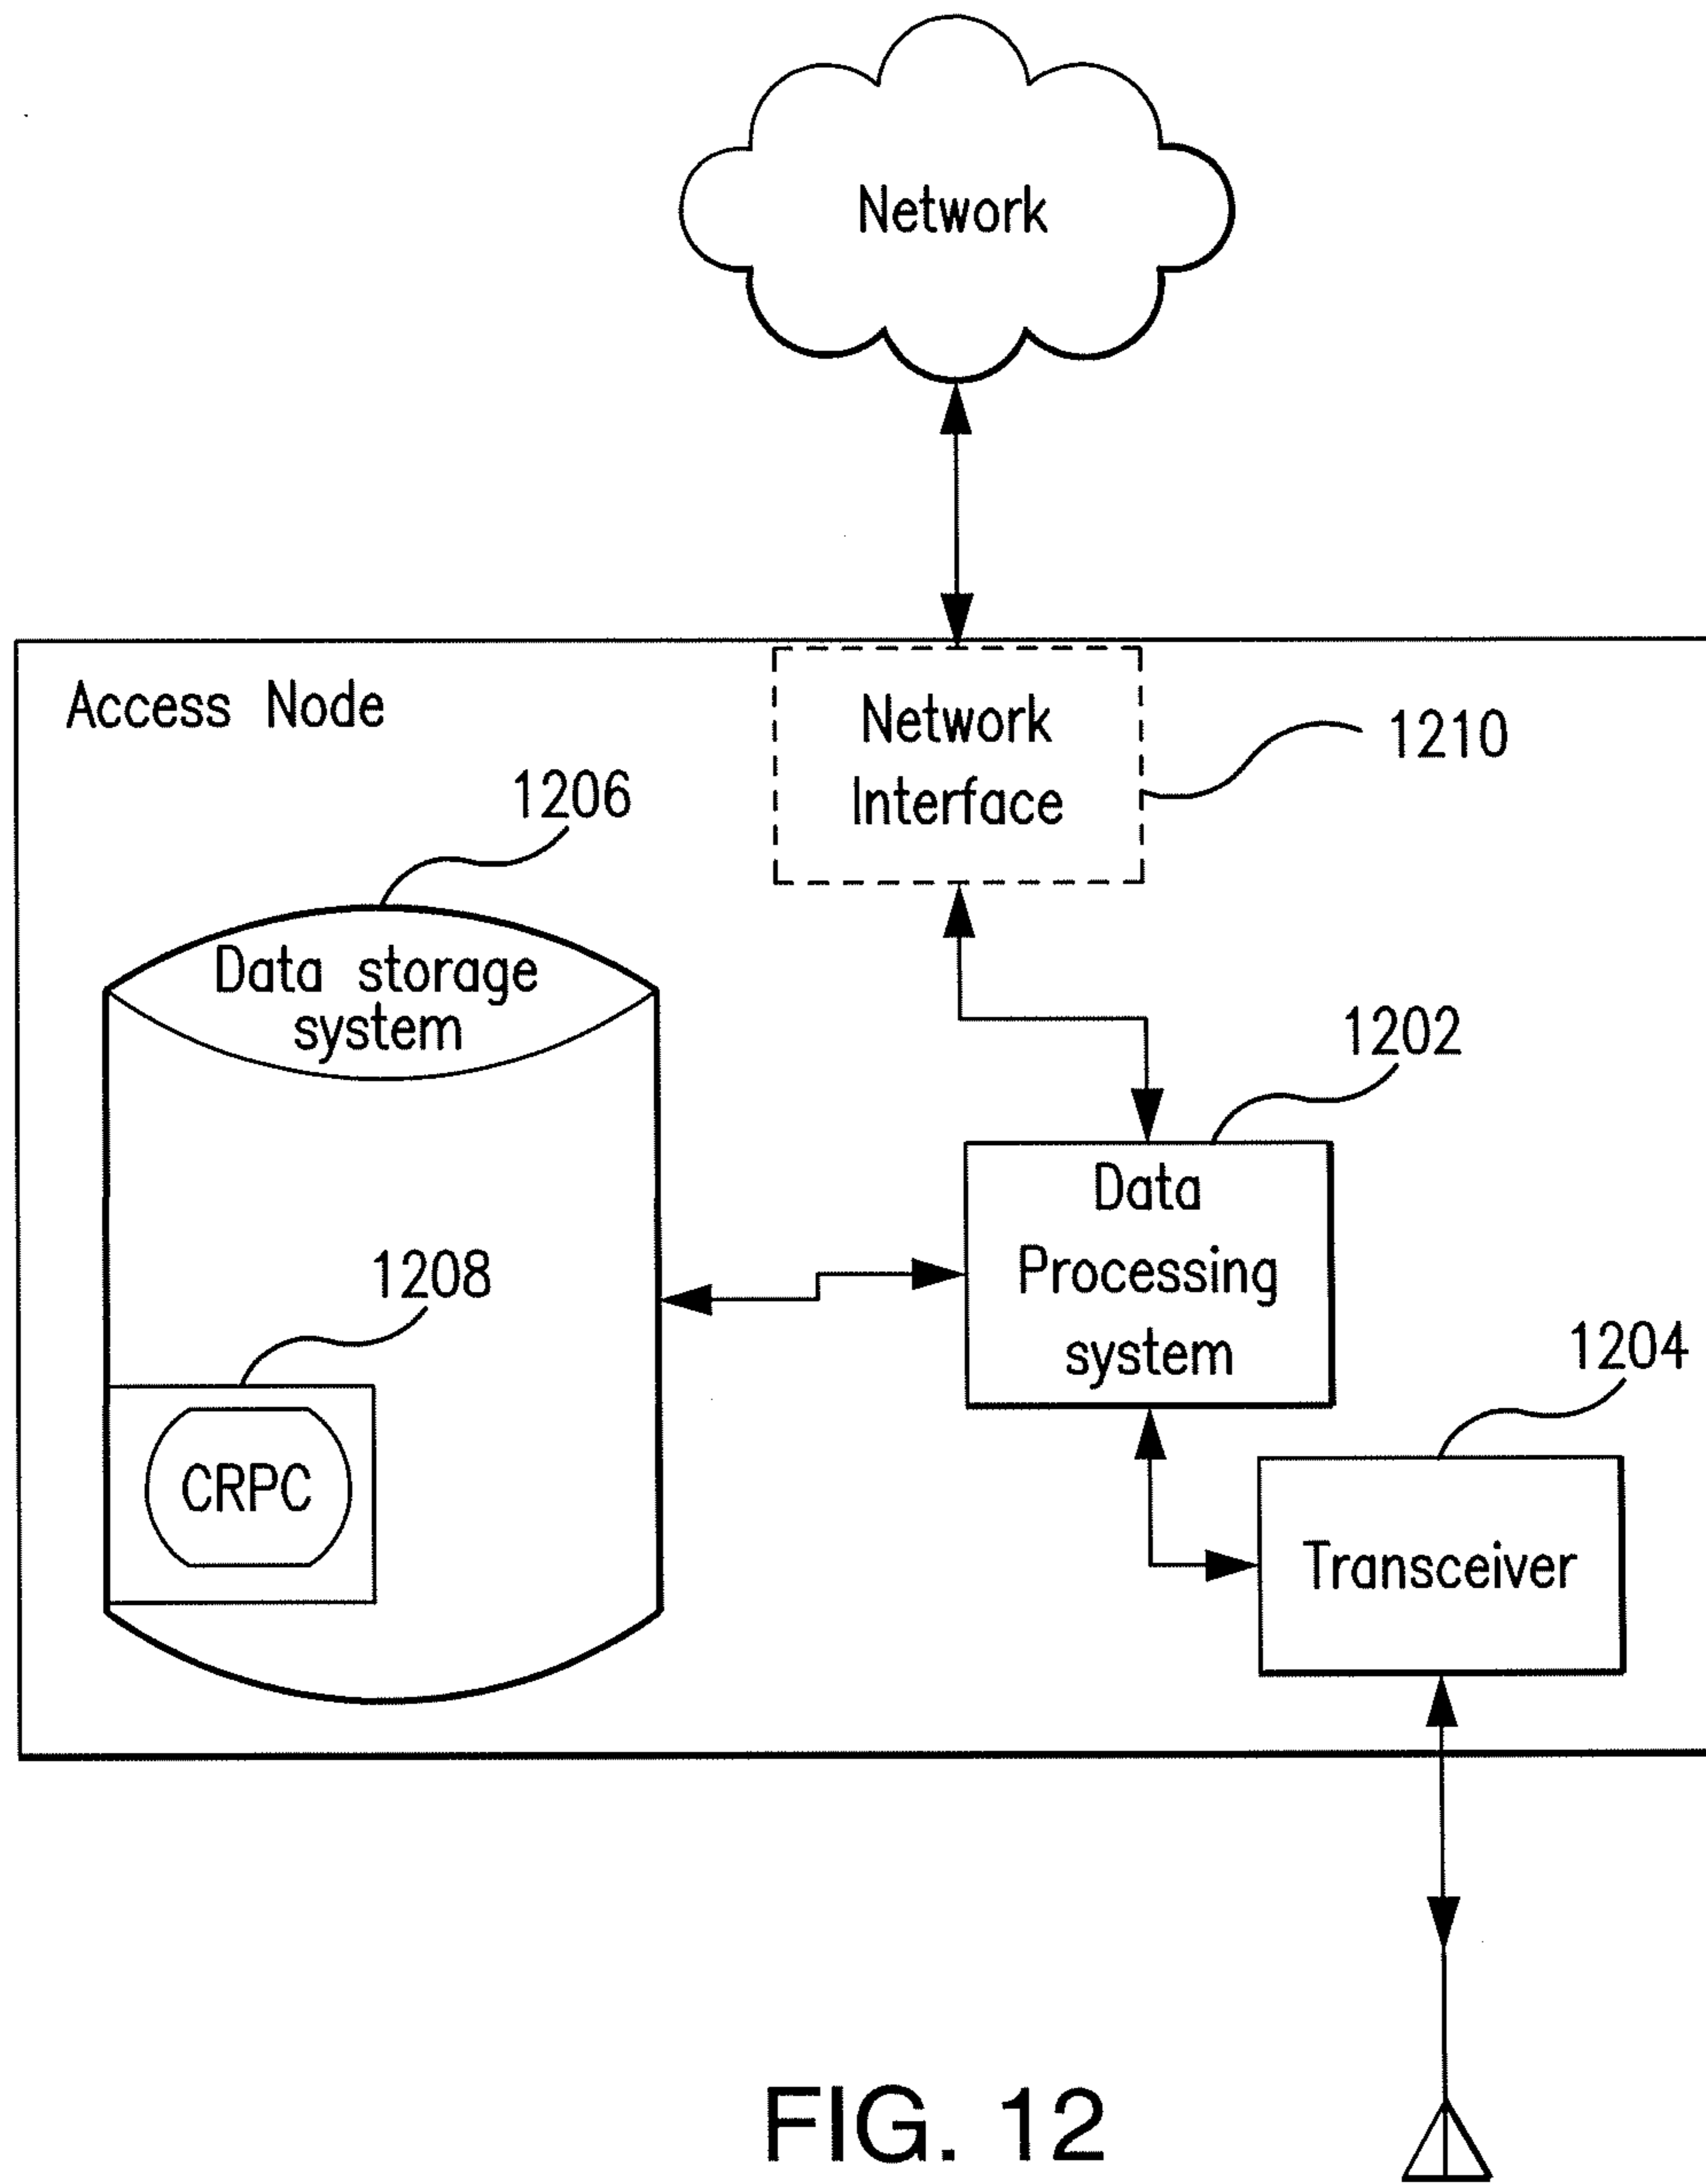 Network
Access Node
Network
Interface
1210
1206
Data storage
system
1202
Data
Processing
system
1208
CRPC
1204
Transceiver
FIG. 12